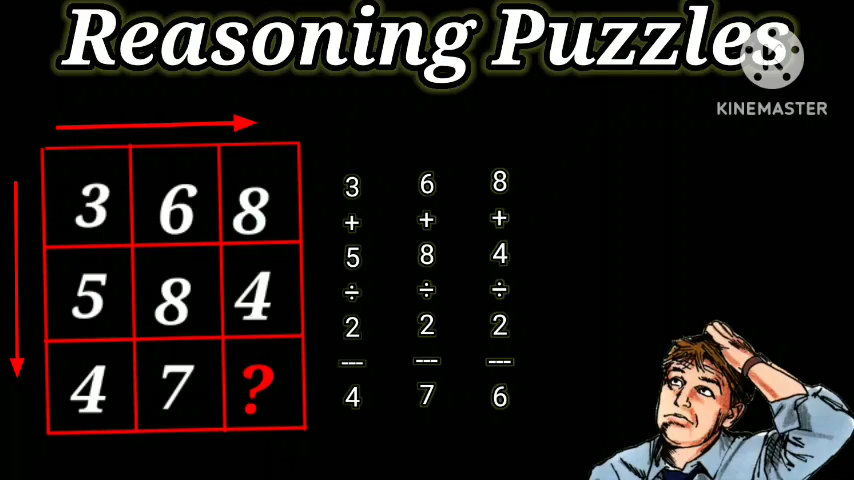 Reasoning Puzzles
K
KINEMASTER
3 6 8
5 8 4
4 7 ?
3 6 8
+ + +
5 8 4
÷ ÷ ÷
2 2 2
--- --- ---
4 7 6